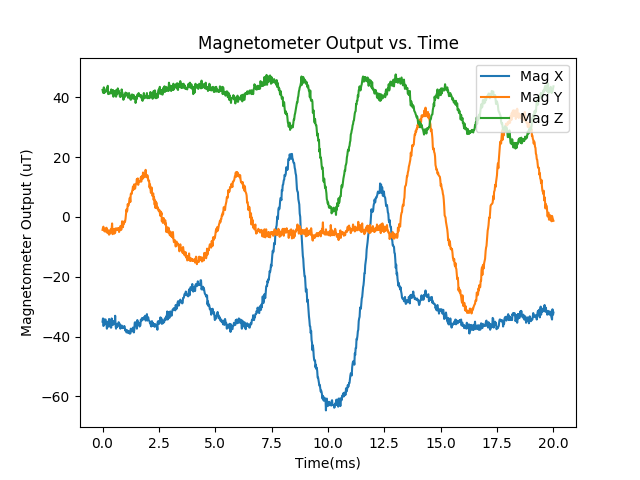 Magnetometer Output vs. Time
Mag X
Mag Y
Mag Z
Magnetometer Output (uT)
40
20
0
−20
−40
−60
0.0 2.5 5.0 7.5 10.0 12.5 15.0 17.5 20.0
Time(ms)